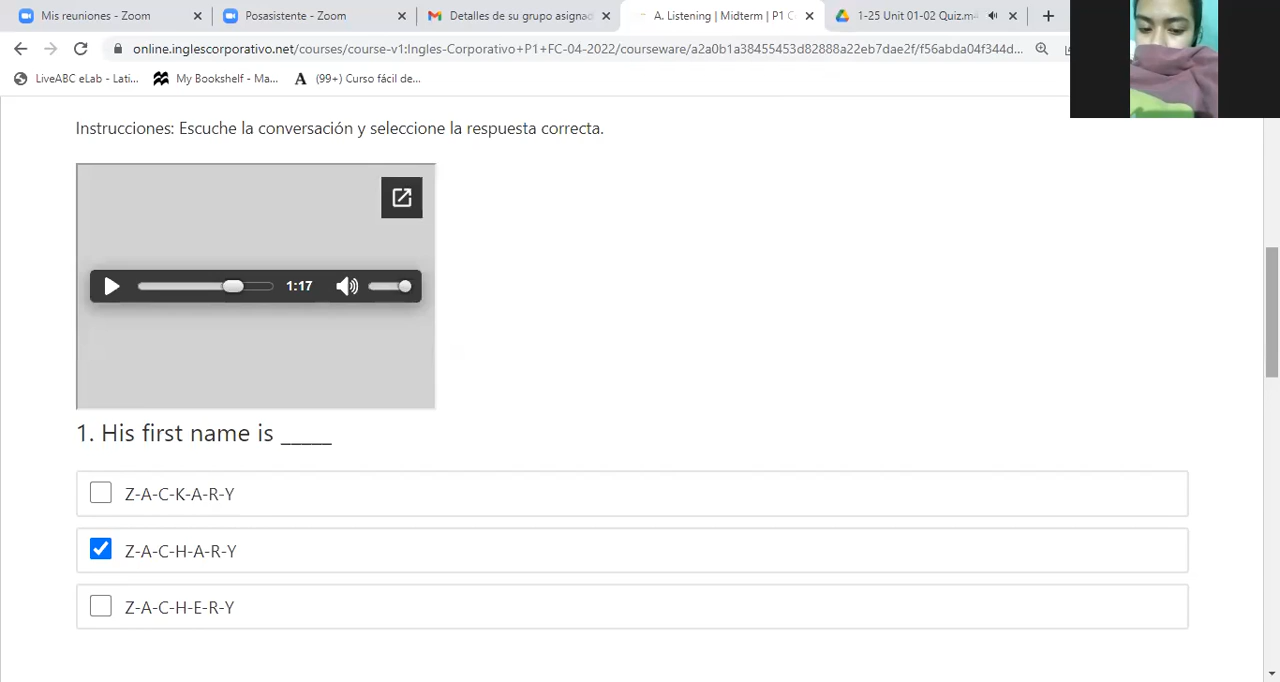 Mis reuniones - Zoom
Posasistente - Zoom
Detalles de su grupo asignad
A. Listening | Midterm | P1 C
1-25 Unit 01-02 Quiz.m
online.inglescorporativo.net/courses/course-v1:Ingles-Corporativo+P1+FC-04-2022/courseware/a2a0b1a38455453d82888a22eb7dae2f/f56abda04f344d...
LiveABC eLab - Lati...
My Bookshelf - Ma...
(99+) Curso fácil de...
Instrucciones: Escuche la conversación y seleccione la respuesta correcta.
1:17
1. His first name is _____
Z-A-C-K-A-R-Y
Z-A-C-H-A-R-Y
Z-A-C-H-E-R-Y